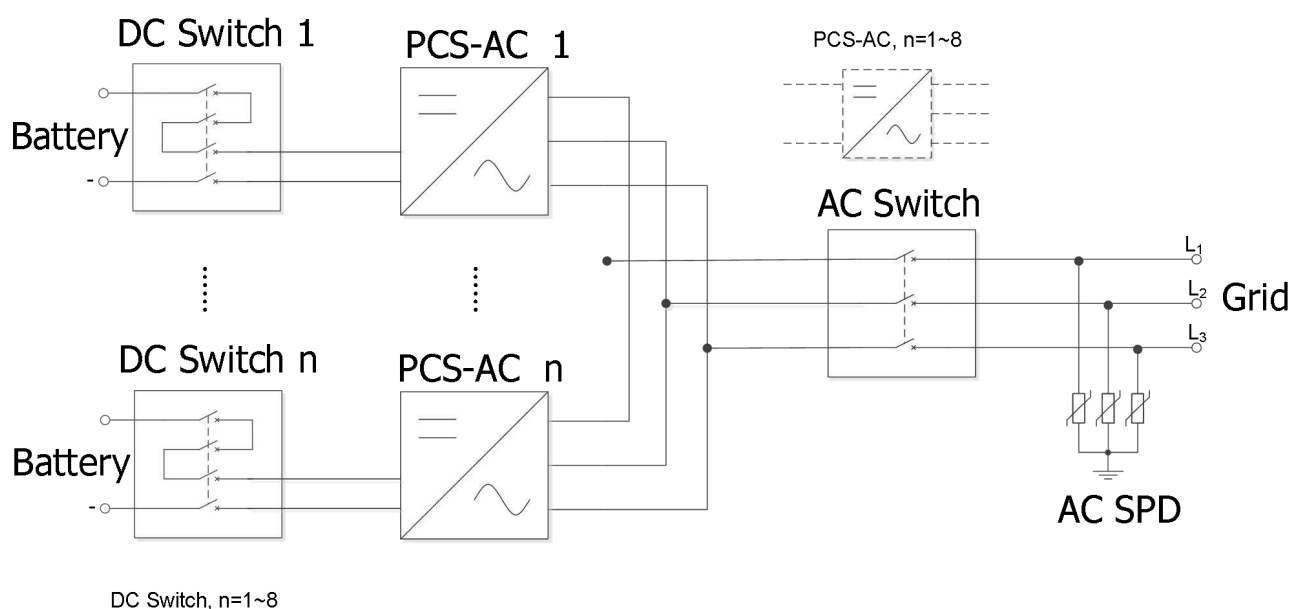 DC Switch 1
PCS-AC 1
PCS-AC, n=1~8
Battery
-
AC Switch
L1
L2
Grid
L3
DC Switch n
PCS-AC n
Battery
-
AC SPD
DC Switch, n=1~8